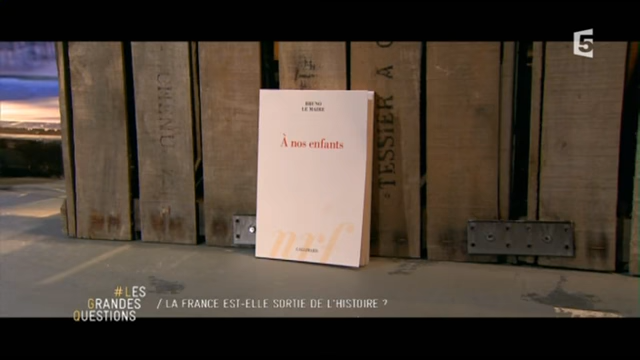 5
BRUNO
LE MAIRE
À nos enfants
nrf
GALLIMARD
TESSIER À C
#LES
GRANDES
QUESTIONS
/ LA FRANCE EST-ELLE SORTIE DE L'HISTOIRE ?